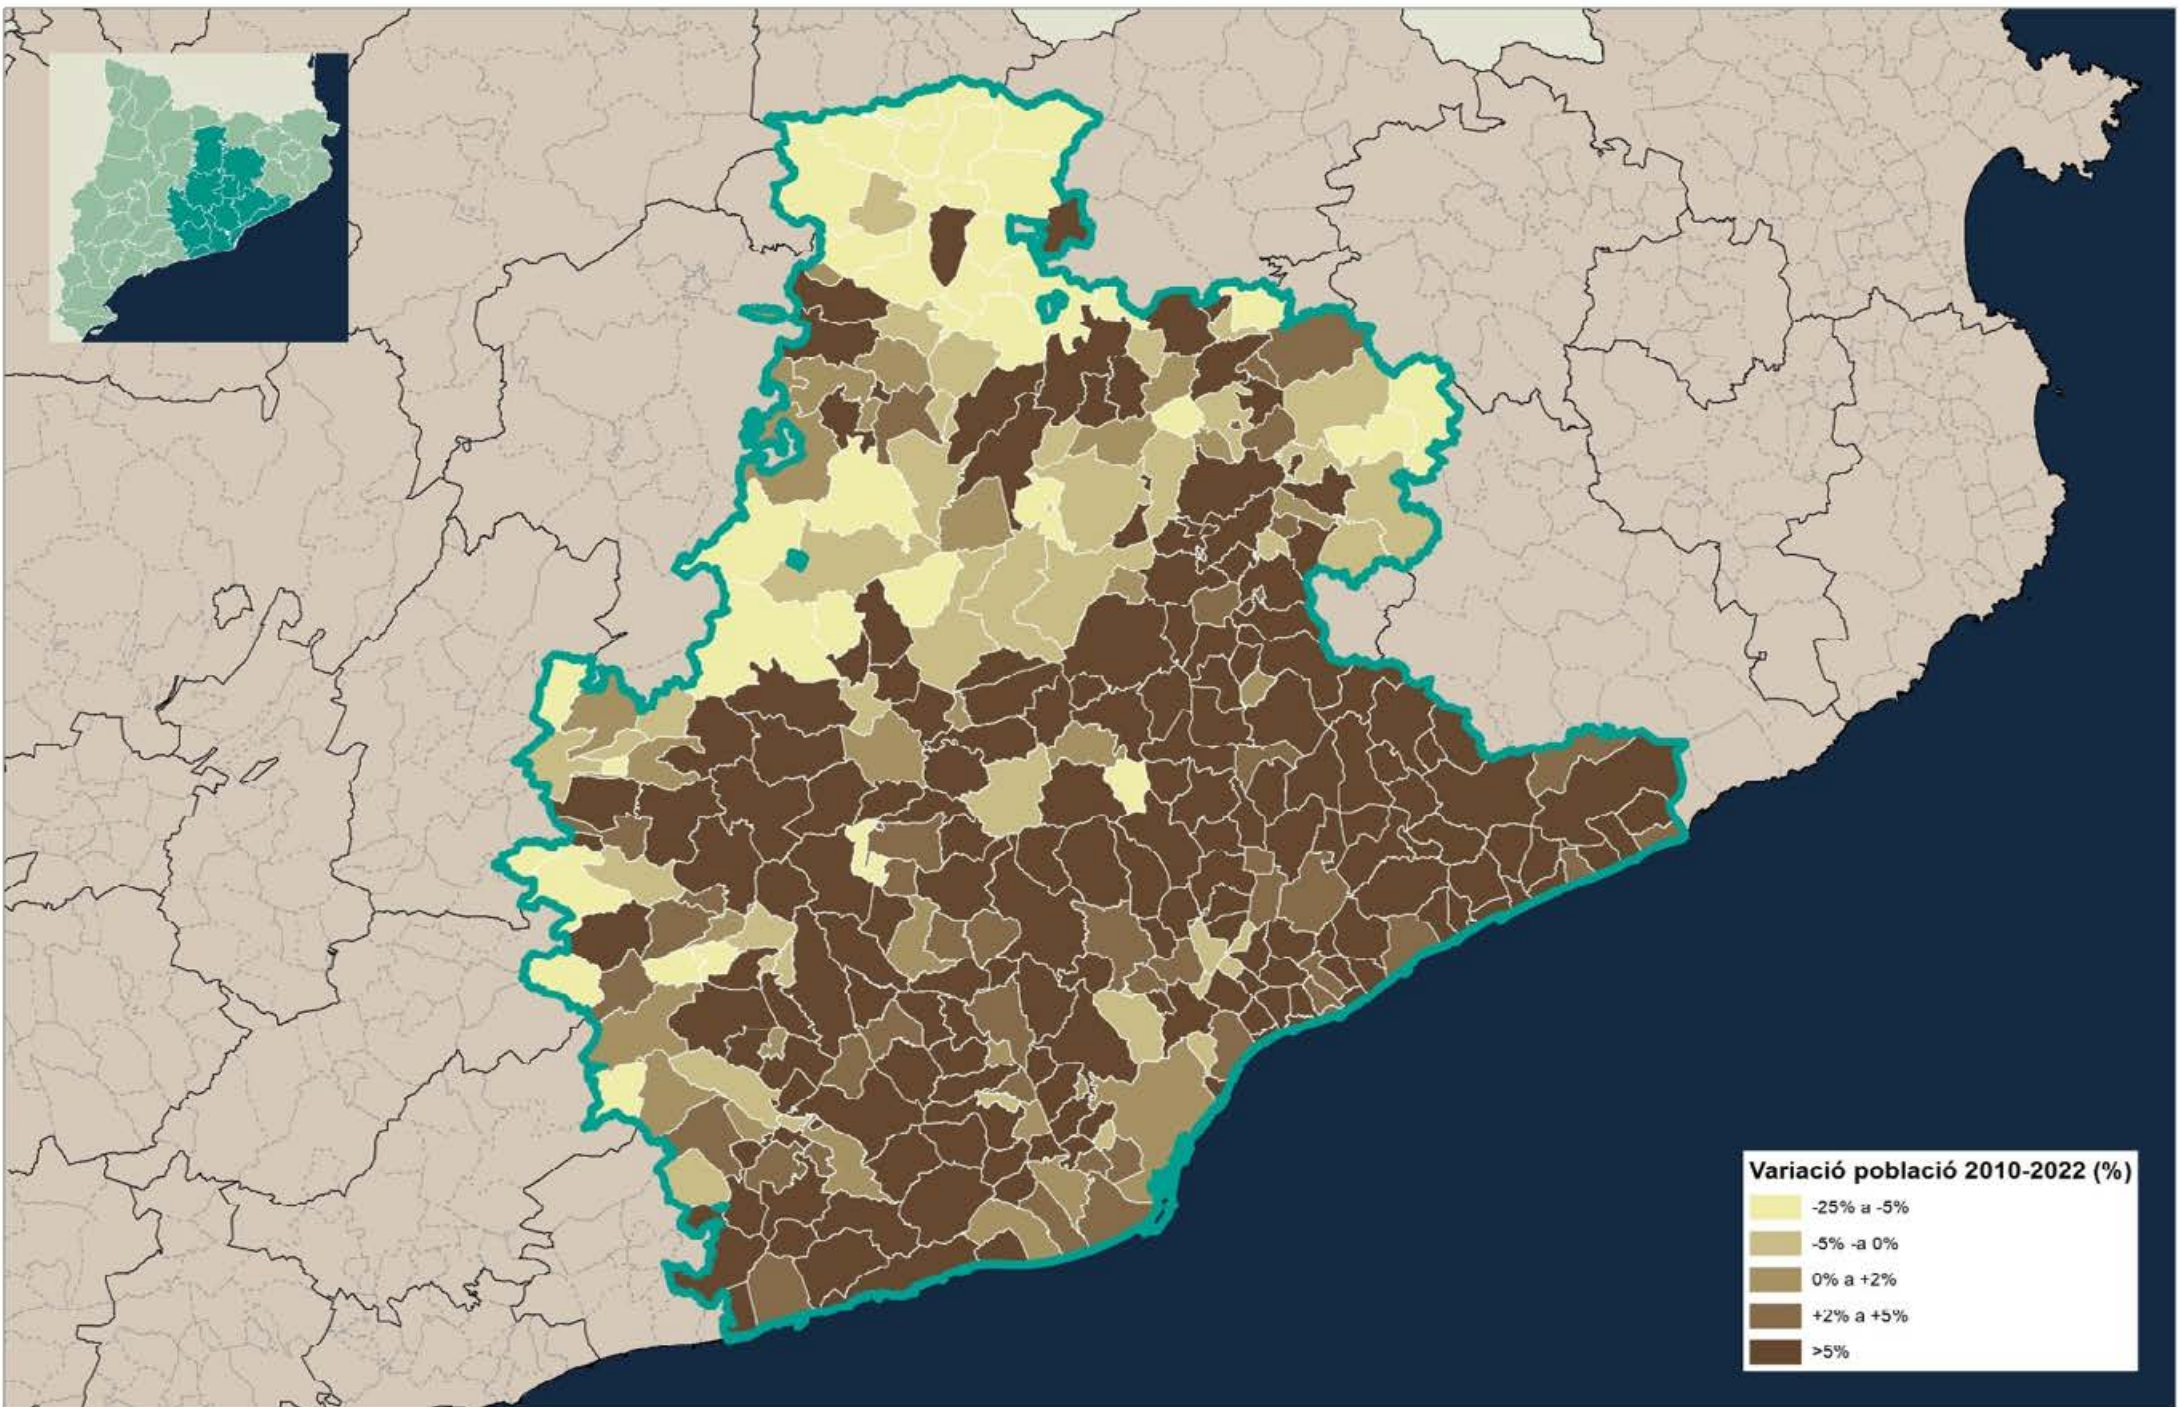 Variació població 2010-2022 (%)
-25% a -5%
-5% -a 0%
0% a +2%
+2% a +5%
>5%